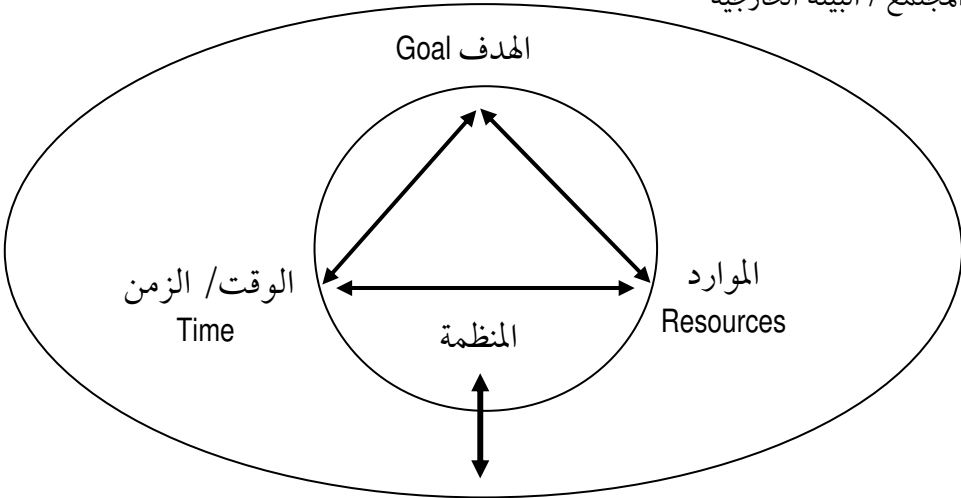 المجتمع / البيئة الخارجية
الهدف Goal
الموارد
Resources
الوقت/ الزمن
Time
المنظمة